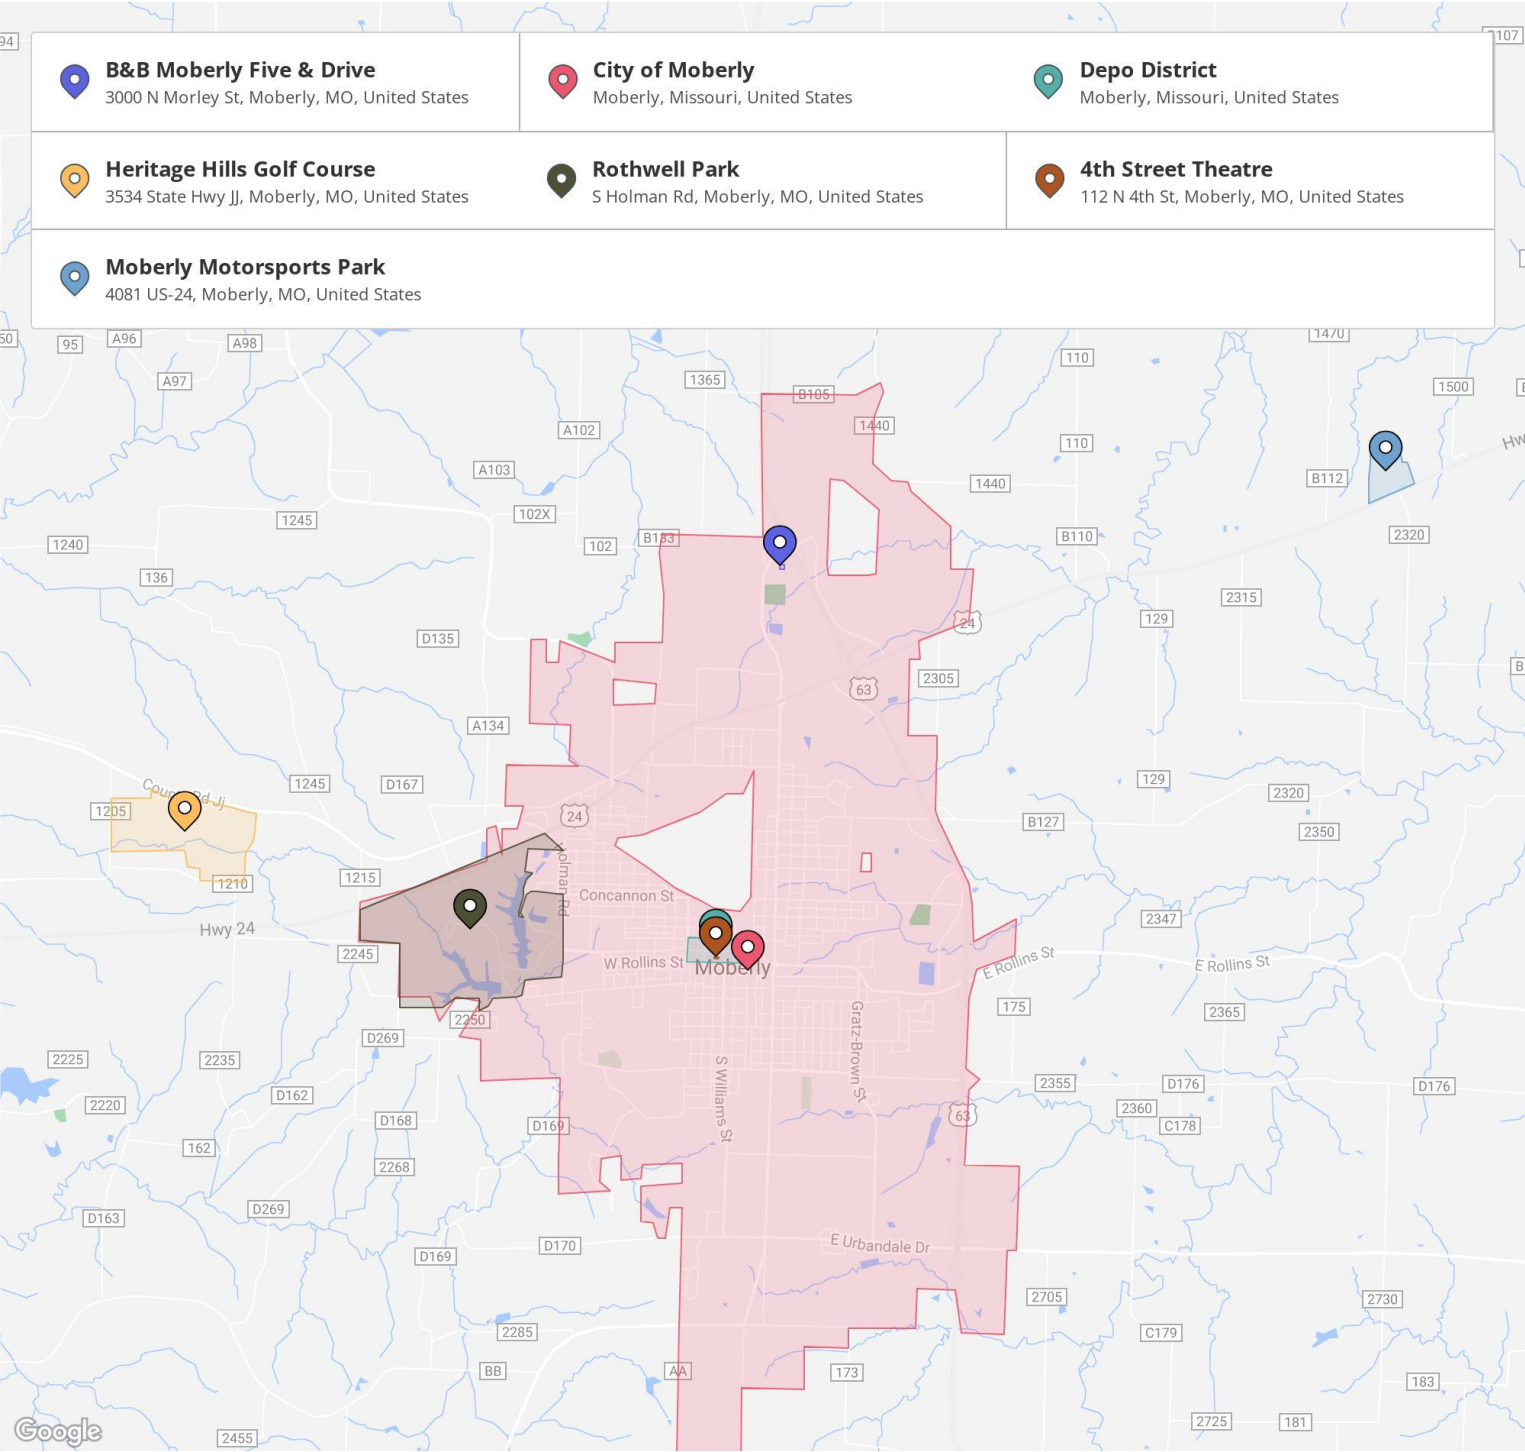 94
B107
B&B Moberly Five & Drive
3000 N Morley St, Moberly, MO, United States
City of Moberly
Moberly, Missouri, United States
Depo District
Moberly, Missouri, United States
Heritage Hills Golf Course
3534 State Hwy JJ, Moberly, MO, United States
Rothwell Park
S Holman Rd, Moberly, MO, United States
4th Street Theatre
112 N 4th St, Moberly, MO, United States
Moberly Motorsports Park
4081 US-24, Moberly, MO, United States
95
A96
A98
1470
110
A97
1365
B105
1500
1440
A102
110
Hw
A103
B112
1440
102X
1245
1240
B133
102
B110
2320
136
2315
129
24
D135
2305
63
A134
County Rd Jj
1245
D167
129
2320
1205
24
B127
2350
Holman Rd
1215
1210
Concannon St
2347
Hwy 24
2245
W Rollins St
Moberly
E Rollins St
E Rollins St
175
2365
2250
D269
Gratz-Brown St
2225
2235
S Williams St
2355
D176
D176
D162
2220
2360
D168
D169
63
C178
162
2268
D269
D163
D170
E Urbandale Dr
D169
2705
2730
2285
C179
BB
AA
173
183
2725
181
Google
2455